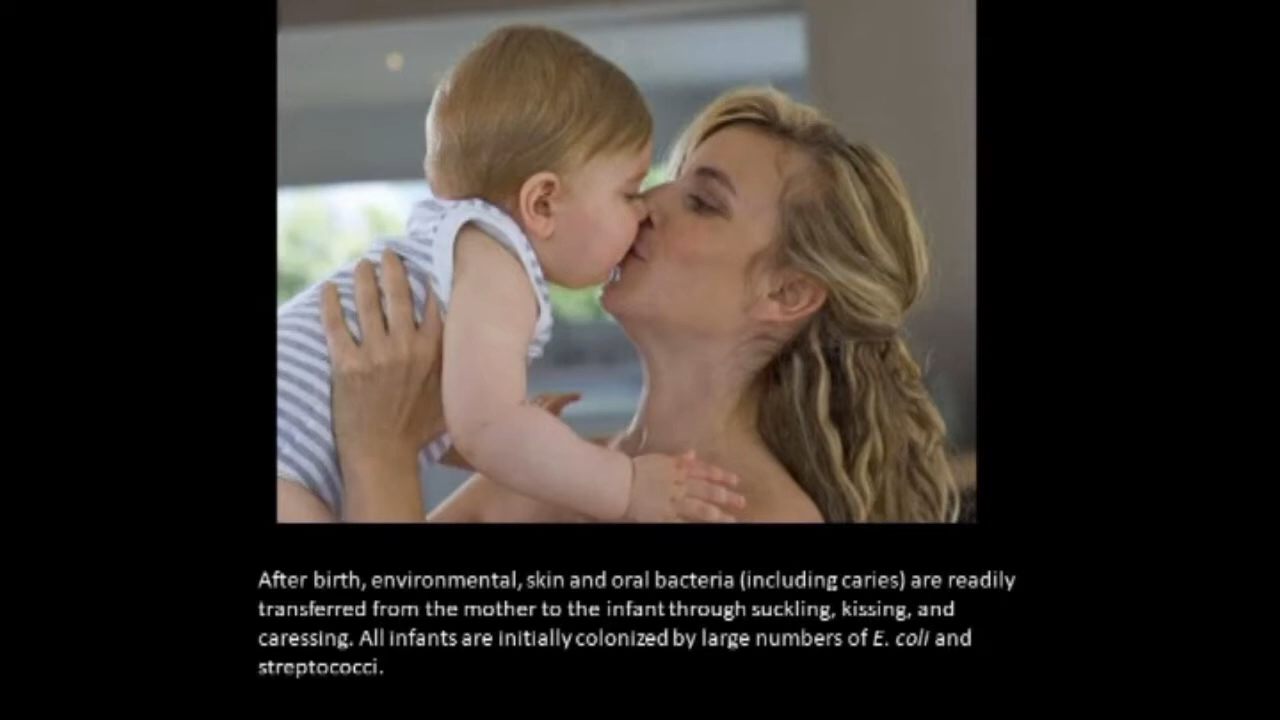 After birth, environmental, skin and oral bacteria (including caries) are readily
transferred from the mother to the infant through suckling, kissing, and
caressing. All infants are initially colonized by large numbers of E. coli and
streptococci.